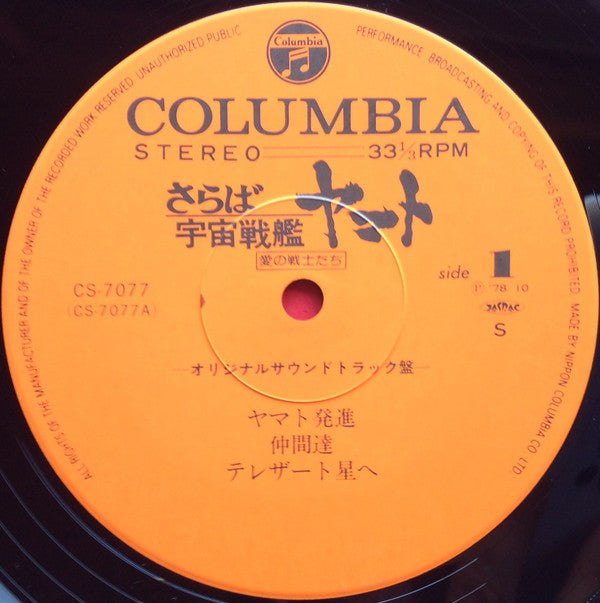 ALL RIGHTS OF THE MANUFACTURER AND OF THE OWNER OF THE RECORDED WORK RESERVED. UNAUTHORIZED PUBLIC PERFORMANCE, BROADCASTING AND COPYING OF THIS RECORD PROHIBITED. MADE BY NIPPON COLUMBIA CO. LTD.
Columbia
COLUMBIA
STEREO 33⅓RPM
さらば
宇宙戦艦 ヤマト
愛の戦士たち
side 1
CS-7077
(CS-7077A)
Ⓟ '78.10
JASRAC
S
オリジナルサウンドトラック盤
ヤマト発進
仲間達
テレザート星へ